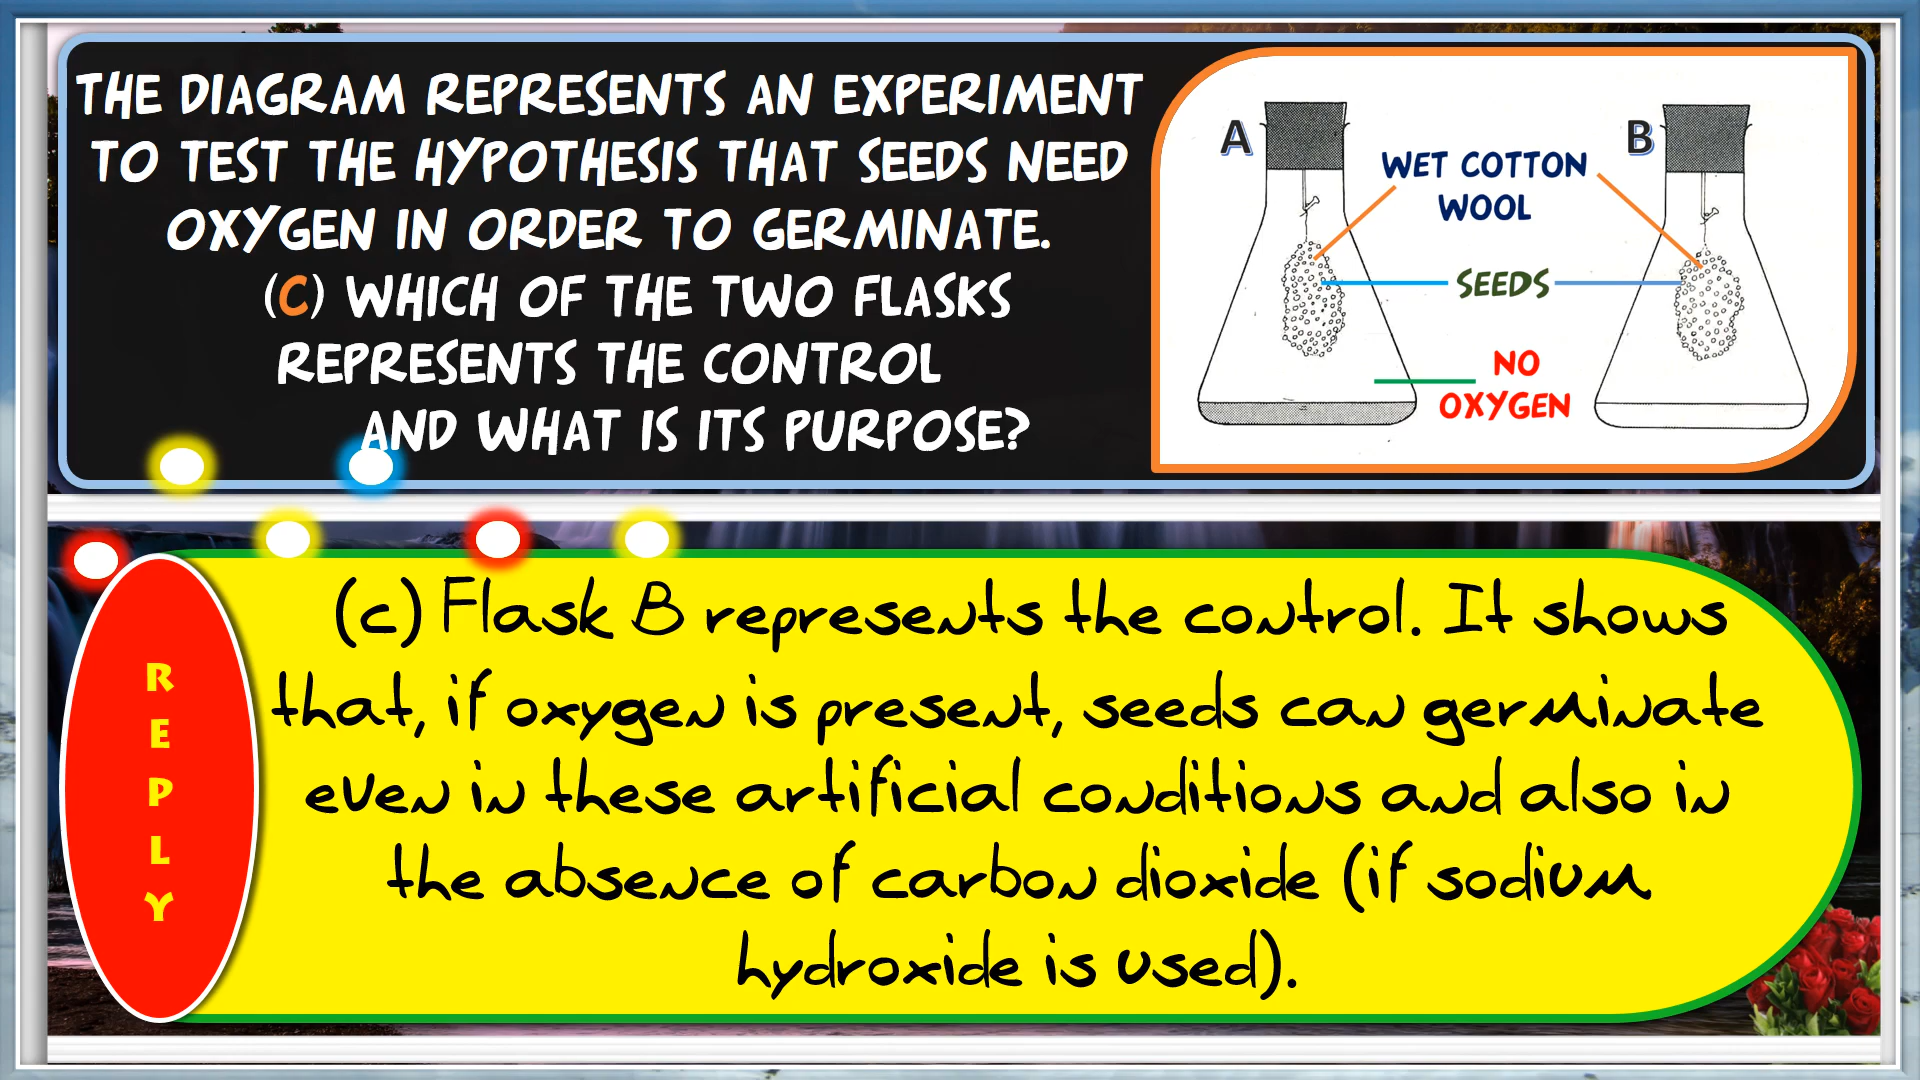 THE DIAGRAM REPRESENTS AN EXPERIMENT
TO TEST THE HYPOTHESIS THAT SEEDS NEED
OXYGEN IN ORDER TO GERMINATE.
(C) WHICH OF THE TWO FLASKS
REPRESENTS THE CONTROL
AND WHAT IS ITS PURPOSE?
A
B
WET COTTON
WOOL
SEEDS
NO
OXYGEN
REPLY
(c) Flask B represents the control. It shows
that, if oxygen is present, seeds can germinate
even in these artificial conditions and also in
the absence of carbon dioxide (if sodium
hydroxide is used).